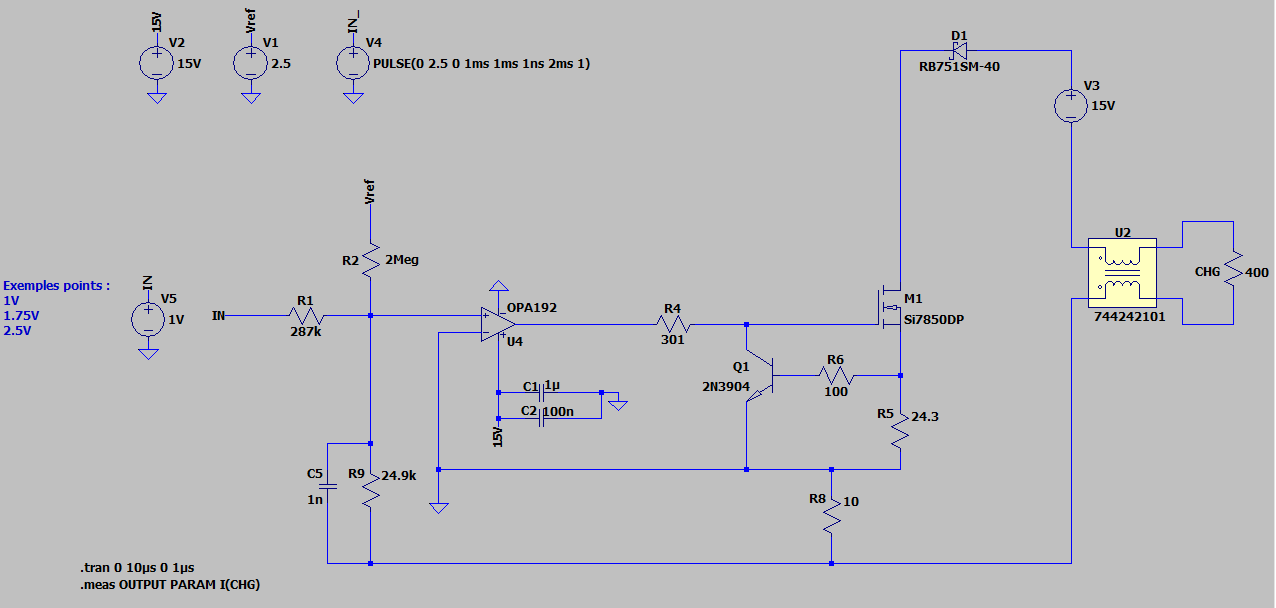 15V
V2
15V
Vref
V1
2.5
IN_
V4
PULSE(0 2.5 0 1ms 1ms 1ns 2ms 1)
D1
RB751SM-40
V3
15V
Vref
R2
2Meg
U2
CHG
400
744242101
Exemples points :
1V
1.75V
2.5V
IN
V5
1V
IN
R1
287k
OPA192
U4
R4
301
M1
Si7850DP
Q1
2N3904
R6
100
C1
1µ
C2
100n
15V
R5
24.3
C5
1n
R9
24.9k
R8
10
.tran 0 10µs 0 1µs
.meas OUTPUT PARAM I(CHG)